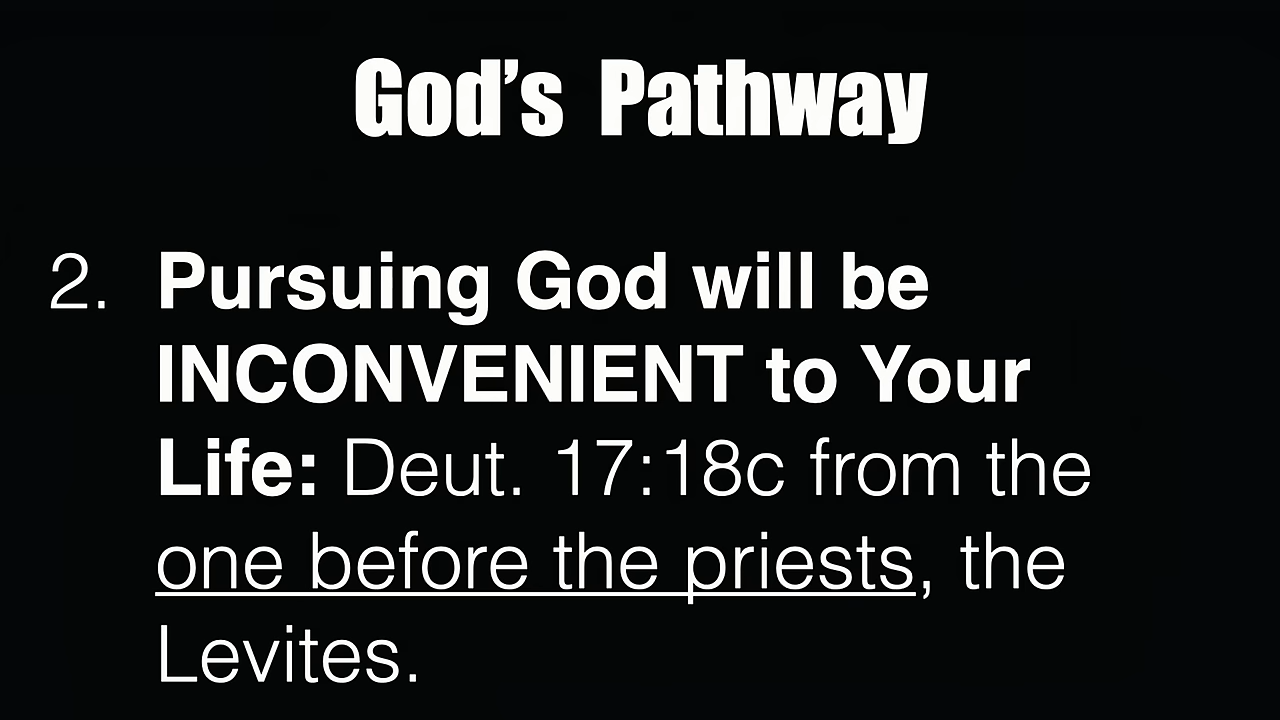 God’s Pathway
2. Pursuing God will be
INCONVENIENT to Your
Life: Deut. 17:18c from the
one before the priests, the
Levites.